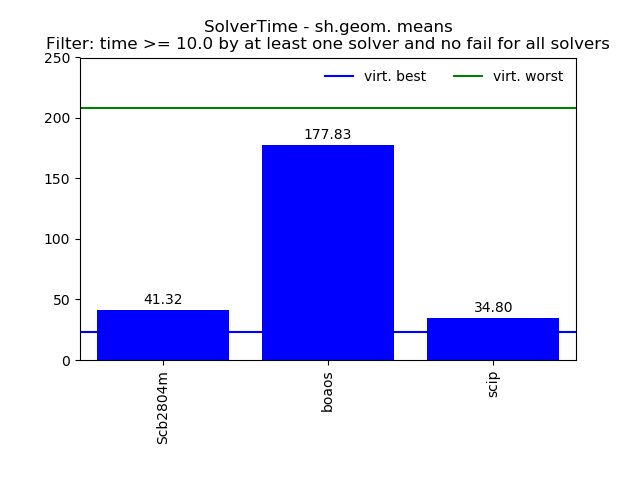 SolverTime - sh.geom. means
Filter: time >= 10.0 by at least one solver and no fail for all solvers
virt. best
virt. worst
250
200
150
100
50
0
41.32
177.83
34.80
Scb2804m
boaos
scip